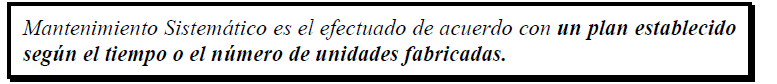 Mantenimiento Sistemático es el efectuado de acuerdo con un plan establecido
según el tiempo o el número de unidades fabricadas.